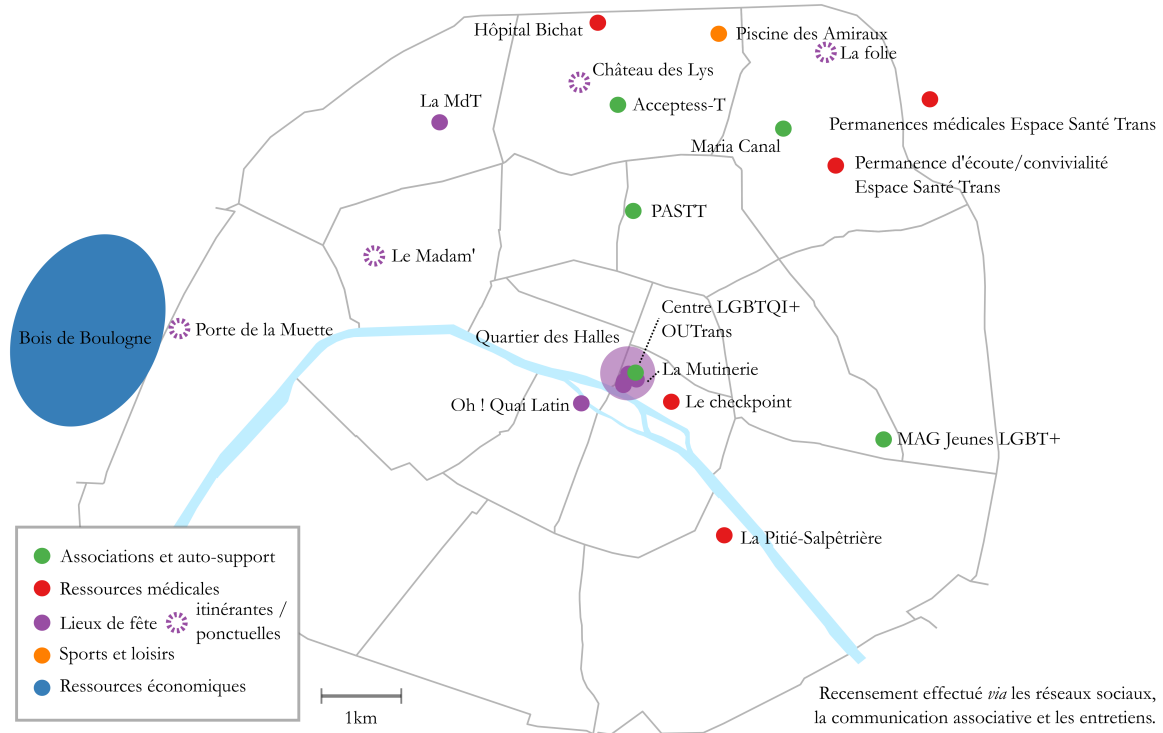 Hôpital Bichat
Piscine des Amiraux
La folie
Château des Lys
La MdT
Acceptess-T
Permanences médicales Espace Santé Trans
Maria Canal
Permanence d'écoute/convivialité
Espace Santé Trans
PASTT
Le Madam'
Centre LGBTQI+
OUTrans
Bois de Boulogne
Porte de la Muette
Quartier des Halles
La Mutinerie
Oh ! Quai Latin
Le checkpoint
MAG Jeunes LGBT+
La Pitié-Salpêtrière
Associations et auto-support
Ressources médicales
Lieux de fête
itinérantes /
ponctuelles
Sports et loisirs
Ressources économiques
1km
Recensement effectué via les réseaux sociaux,
la communication associative et les entretiens.